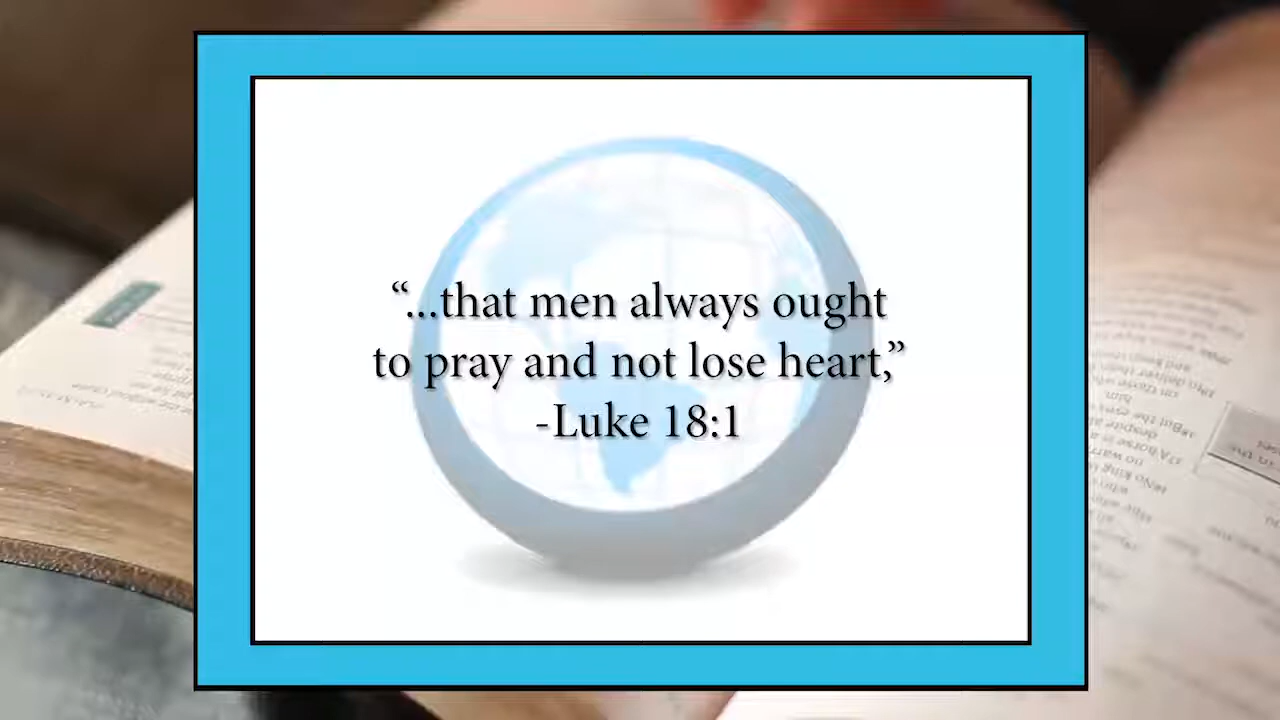 “...that men always ought
to pray and not lose heart,”
-Luke 18:1